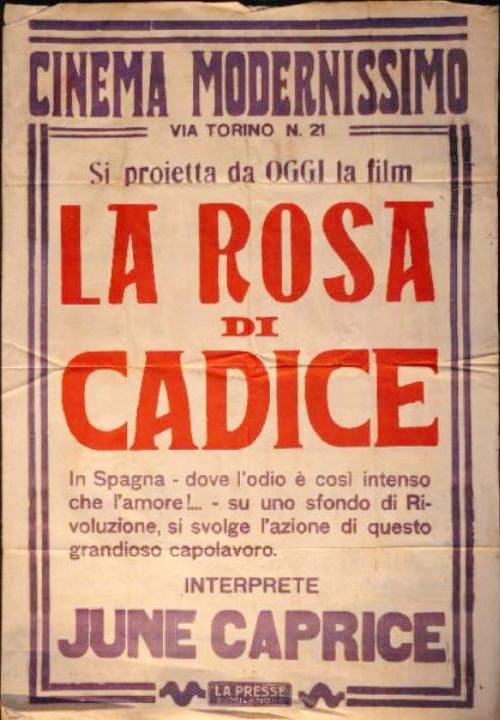 CINEMA MODERNISSIMO
VIA TORINO N. 21
Si proietta da OGGI la film
LA ROSA
DI
CADICE
In Spagna - dove l'odio è così intenso
che l'amore!... - su uno sfondo di Ri-
voluzione, si svolge l'azione di questo
grandioso capolavoro.
INTERPRETE
JUNE CAPRICE
LA PRESSE
MILANO